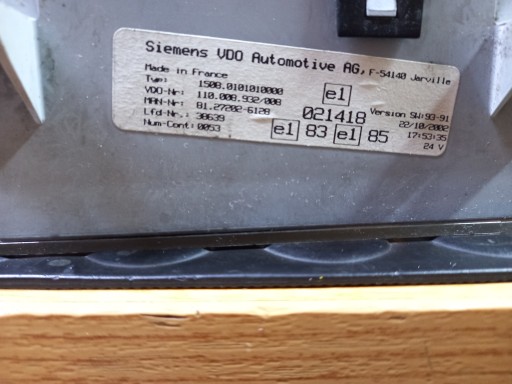 Siemens VDO Automotive AG, F-54140 Jarville
Made in France
Typ: 1508.0101010000
VDO-Nr: 110.008.932/008
MAN-Nr: 81.27202-6128
Lfd-Nr.: 38639
Num-Cont: 0053
e1
021418
e1 83 e1 85
Version SW: 93-91
22/10/2002
17:53:35
24 V